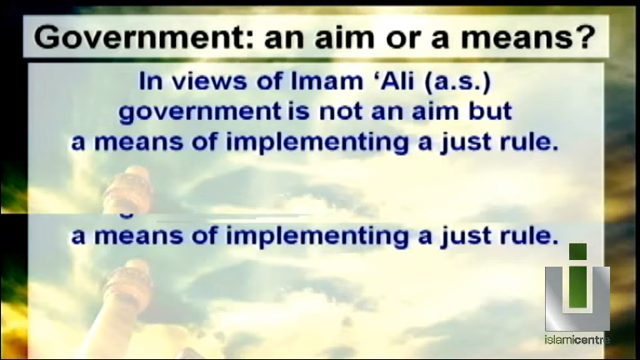 Government: an aim or a means?
In views of Imam ‘Ali (a.s.)
government is not an aim but
a means of implementing a just rule.
a means of implementing a just rule.
islamicentre